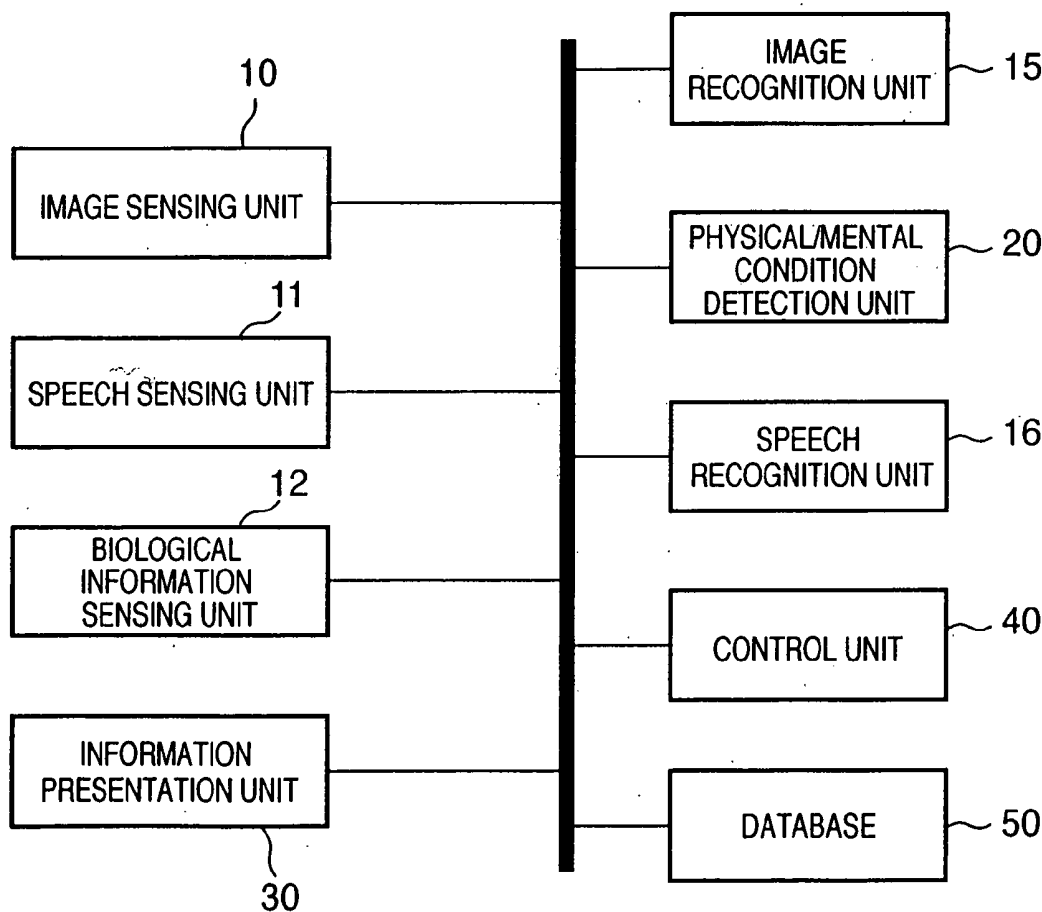 10
IMAGE SENSING UNIT
11
SPEECH SENSING UNIT
12
BIOLOGICAL
INFORMATION
SENSING UNIT
INFORMATION
PRESENTATION UNIT
30
IMAGE
RECOGNITION UNIT
15
PHYSICAL/MENTAL
CONDITION
DETECTION UNIT
20
SPEECH
RECOGNITION UNIT
16
CONTROL UNIT
40
DATABASE
50